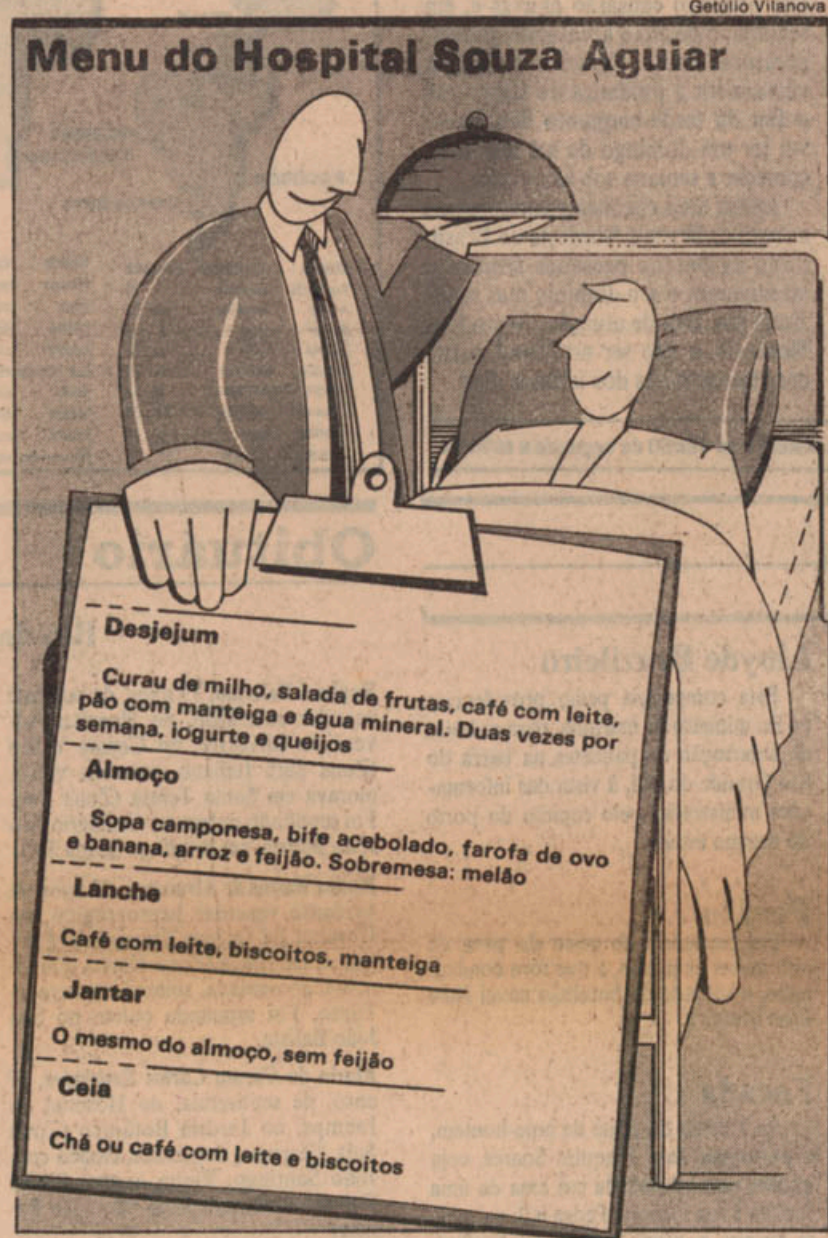 Getúlio Vilanova
Menu do Hospital Souza Aguiar
Desjejum
Curau de milho, salada de frutas, café com leite,
pão com manteiga e água mineral. Duas vezes por
semana, iogurte e queijos
Almoço
Sopa camponesa, bife acebolado, farofa de ovo
e banana, arroz e feijão. Sobremesa: melão
Lanche
Café com leite, biscoitos, manteiga
Jantar
O mesmo do almoço, sem feijão
Ceia
Chá ou café com leite e biscoitos